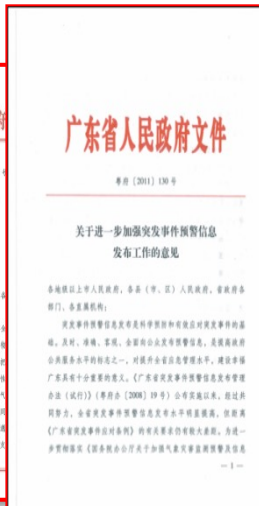 广东省人民政府文件
粤府〔2011〕130号
关于进一步加强突发事件预警信息
发布工作的意见
各地级以上市人民政府，各县（市、区）人民政府，省政府各
部门、各直属机构：
突发事件预警信息发布是科学预防和有效应对突发事件的基
础。及时、准确、客观、全面向公众发布预警信息，是提高政府
公共服务水平的标志之一，对提升全省应急管理水平，建设幸福
广东具有十分重要的意义。《广东省突发事件预警信息发布管理
办法（试行）》（粤府办〔2008〕19号）公布实施以来，经过共
同努力，全省突发事件预警信息发布水平明显提高，但距离
《广东省突发事件应对条例》的有关要求仍有较大差距。为进一
步贯彻落实《国务院办公厅关于加强气象灾害监测预警及信息
— 1 —